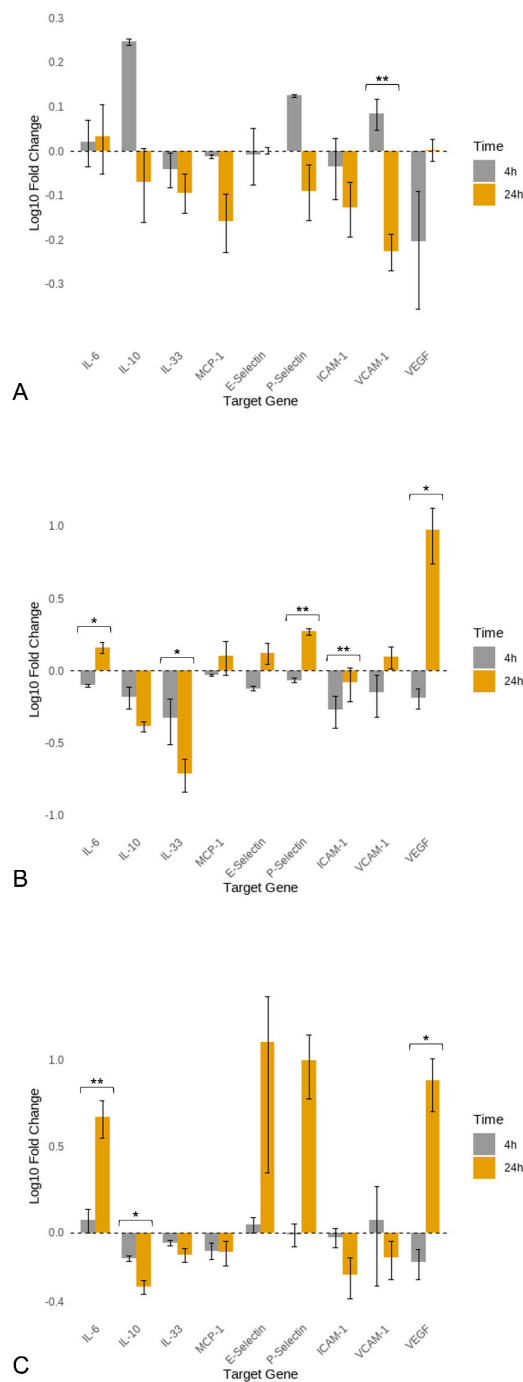 0.3
0.2
0.1
0.0
-0.1
-0.2
-0.3
Log10 Fold Change
**
Time
4h
24h
IL-6
IL-10
IL-33
MCP-1
E-Selectin
P-Selectin
ICAM-1
VCAM-1
VEGF
Target Gene
A
1.0
0.5
0.0
-0.5
-1.0
Log10 Fold Change
*
*
**
**
*
Time
4h
24h
IL-6
IL-10
IL-33
MCP-1
E-Selectin
P-Selectin
ICAM-1
VCAM-1
VEGF
Target Gene
B
1.0
0.5
0.0
-0.4
Log10 Fold Change
**
*
*
Time
4h
24h
IL-6
IL-10
IL-33
MCP-1
E-Selectin
P-Selectin
ICAM-1
VCAM-1
VEGF
Target Gene
C